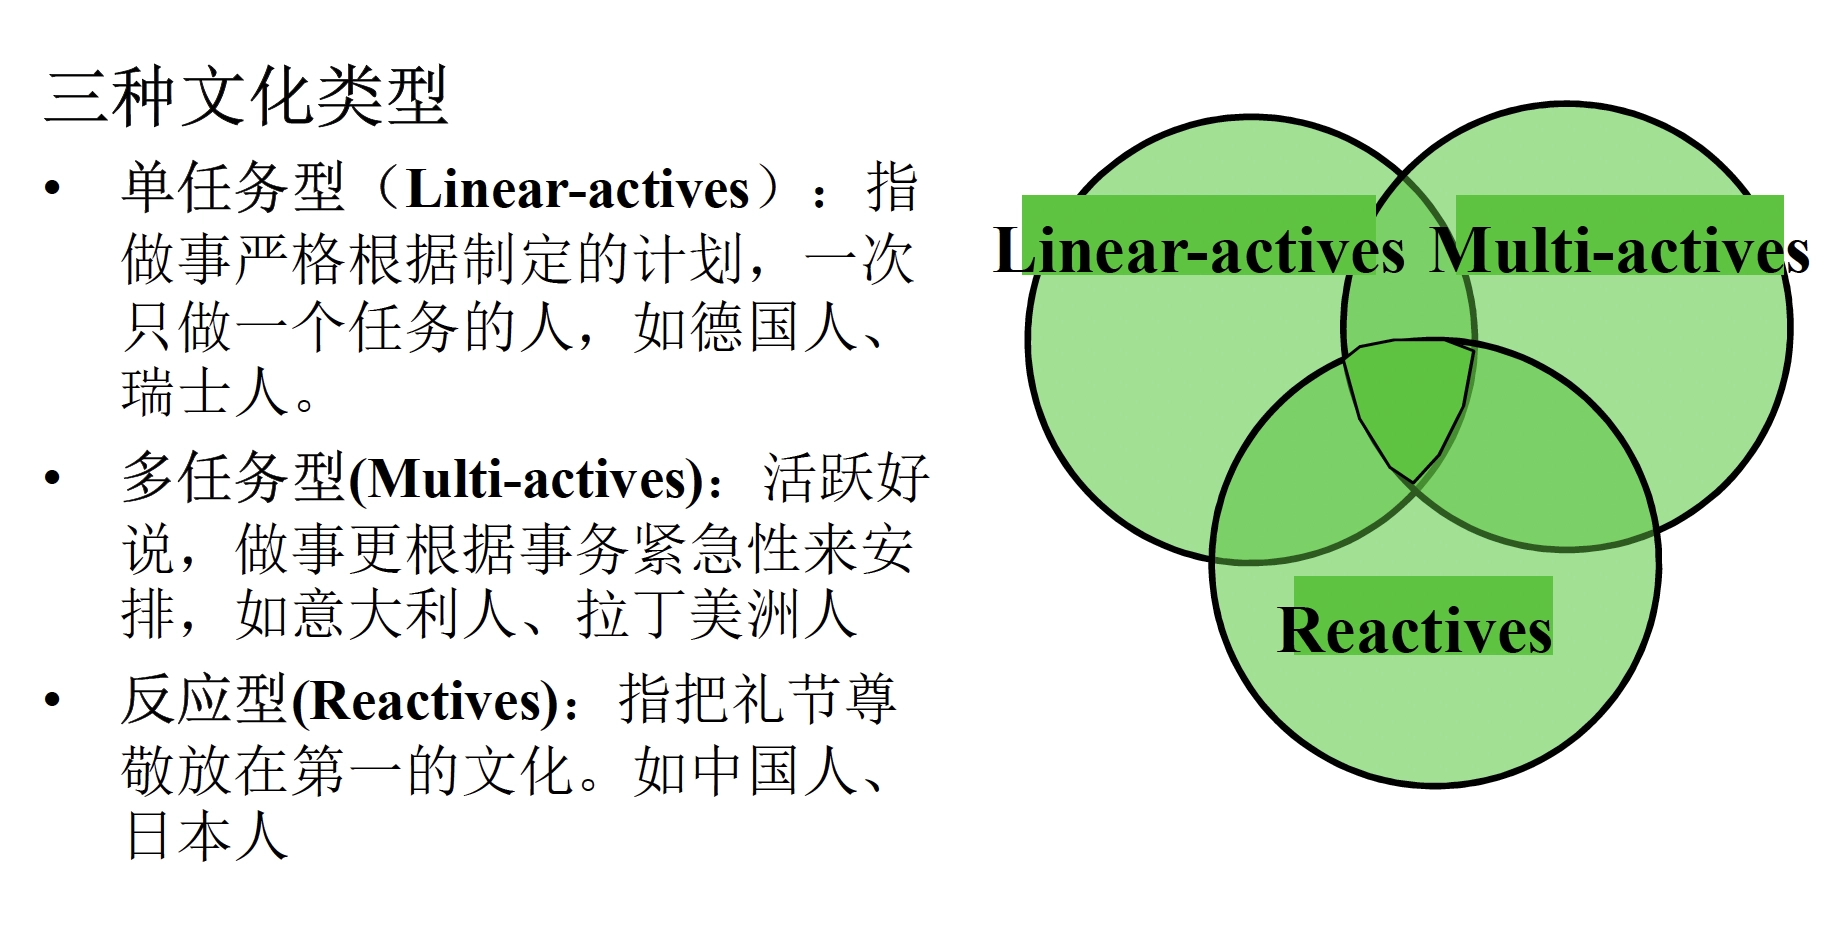 三种文化类型
• 单任务型（Linear-actives）：指
做事严格根据制定的计划，一次
只做一个任务的人，如德国人、
瑞士人。
• 多任务型(Multi-actives)：活跃好
说，做事更根据事务紧急性来安
排，如意大利人、拉丁美洲人
• 反应型(Reactives)：指把礼节尊
敬放在第一的文化。如中国人、
日本人
Linear-actives
Multi-actives
Reactives